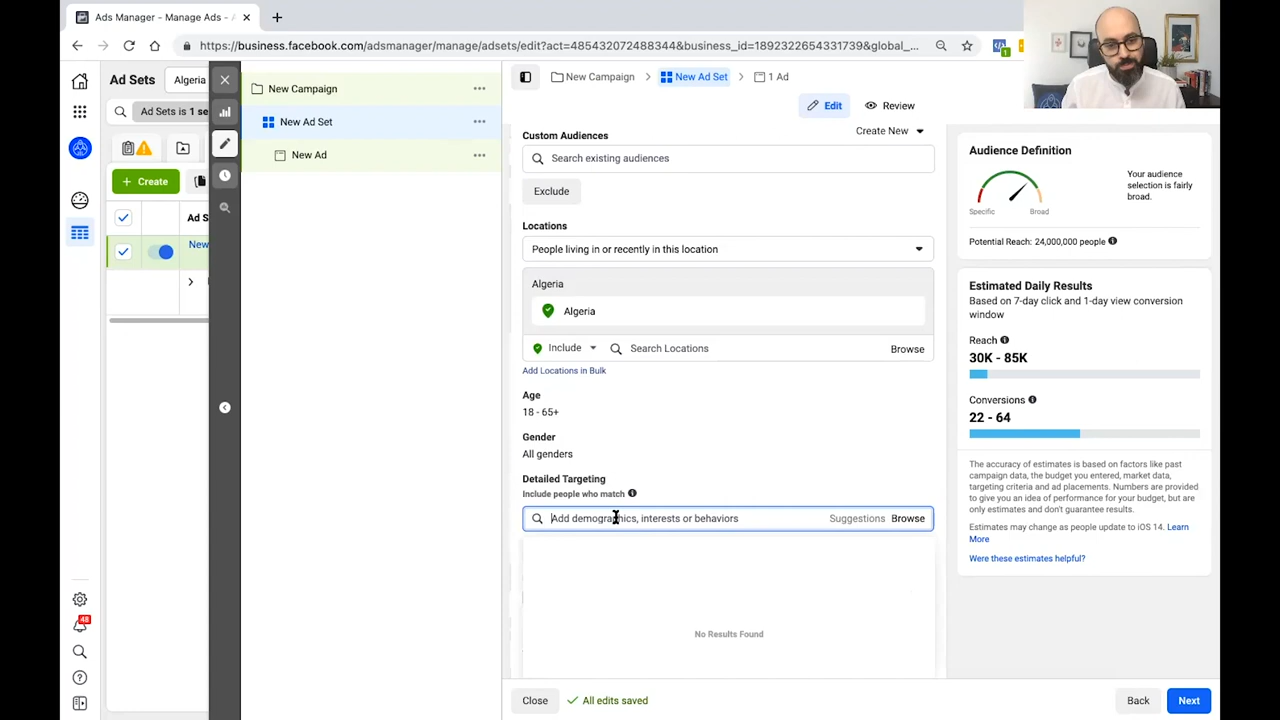 Ads Manager - Manage Ads - A
https://business.facebook.com/adsmanager/manage/adsets/edit?act=485432072488344&business_id=1892322654331739&global_...
1
Ad Sets
Algeria
New Campaign
New Campaign
New Ad Set
1 Ad
Ad Sets is 1 se
New Ad Set
Edit
Review
New Ad
Create
Ad S
New
48
Custom Audiences
Create New
Search existing audiences
Exclude
Locations
People living in or recently in this location
Algeria
Algeria
Include
Search Locations
Browse
Add Locations in Bulk
Age
18 - 65+
Gender
All genders
Detailed Targeting
Include people who match
Add demographics, interests or behaviors
Suggestions
Browse
No Results Found
Close
All edits saved
Back
Next
Audience Definition
Your audience
selection is fairly
broad.
Specific
Broad
Potential Reach: 24,000,000 people
Estimated Daily Results
Based on 7-day click and 1-day view conversion
window
Reach
30K - 85K
Conversions
22 - 64
The accuracy of estimates is based on factors like past
campaign data, the budget you entered, market data,
targeting criteria and ad placements. Numbers are provided
to give you an idea of performance for your budget, but are
only estimates and don't guarantee results.
Estimates may change as people update to iOS 14. Learn
More
Were these estimates helpful?